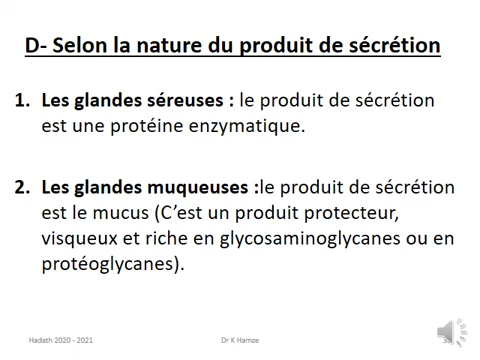 D- Selon la nature du produit de sécrétion
1. Les glandes séreuses : le produit de sécrétion
est une protéine enzymatique.
2. Les glandes muqueuses :le produit de sécrétion
est le mucus (C’est un produit protecteur,
visqueux et riche en glycosaminoglycanes ou en
protéoglycanes).
Hadath 2020 - 2021 Dr K Hamze